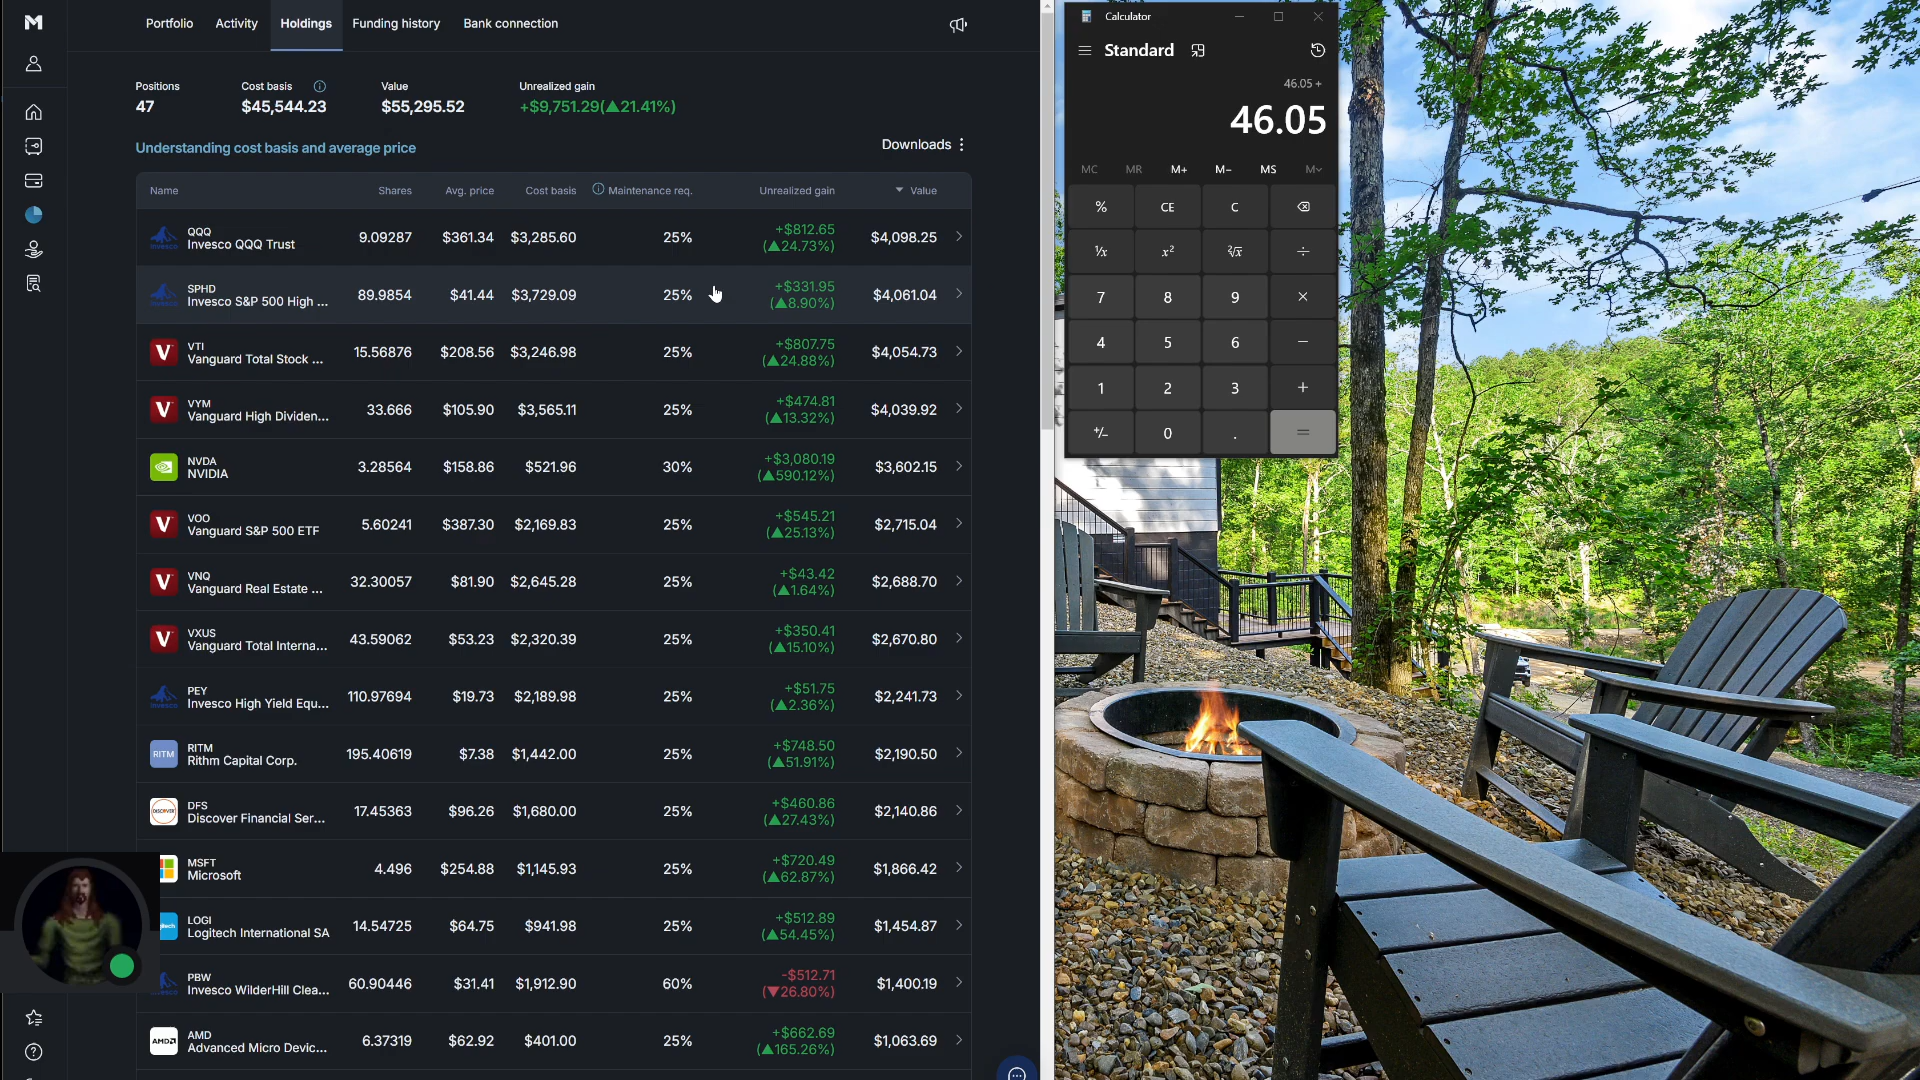 Portfolio Activity Holdings Funding history Bank connection
Positions Cost basis Value Unrealized gain
47 $45,544.23 $55,295.52 +$9,751.29(▲21.41%)
Understanding cost basis and average price
Downloads
Name Shares Avg. price Cost basis Maintenance req. Unrealized gain Value
QQQ
Invesco QQQ Trust
9.09287 $361.34 $3,285.60 25% +$812.65 (▲24.73%) $4,098.25
SPHD
Invesco S&P 500 High ...
89.9854 $41.44 $3,729.09 25% +$331.95 (▲8.90%) $4,061.04
VTI
Vanguard Total Stock ...
15.56876 $208.56 $3,246.98 25% +$807.75 (▲24.88%) $4,054.73
VYM
Vanguard High Dividen...
33.666 $105.90 $3,565.11 25% +$474.81 (▲13.32%) $4,039.92
NVDA
NVIDIA
3.28564 $158.86 $521.96 30% +$3,080.19 (▲590.12%) $3,602.15
VOO
Vanguard S&P 500 ETF
5.60241 $387.30 $2,169.83 25% +$545.21 (▲25.13%) $2,715.04
VNQ
Vanguard Real Estate ...
32.30057 $81.90 $2,645.28 25% +$43.42 (▲1.64%) $2,688.70
VXUS
Vanguard Total Interna...
43.59062 $53.23 $2,320.39 25% +$350.41 (▲15.10%) $2,670.80
PEY
Invesco High Yield Equ...
110.97694 $19.73 $2,189.98 25% +$51.75 (▲2.36%) $2,241.73
RITM
RITM
Rithm Capital Corp.
195.40619 $7.38 $1,442.00 25% +$748.50 (▲51.91%) $2,190.50
DFS
Discover Financial Ser...
17.45363 $96.26 $1,680.00 25% +$460.86 (▲27.43%) $2,140.86
MSFT
Microsoft
4.496 $254.88 $1,145.93 25% +$720.49 (▲62.87%) $1,866.42
LOGI
Logitech International SA
14.54725 $64.75 $941.98 25% +$512.89 (▲54.45%) $1,454.87
PBW
Invesco WilderHill Clea...
60.90446 $31.41 $1,912.90 60% -$512.71 (▼26.80%) $1,400.19
AMD
AMD
Advanced Micro Devic...
6.37319 $62.92 $401.00 25% +$662.69 (▲165.26%) $1,063.69
Calculator
Standard
46.05 +
46.05
MC MR M+ M− MS M˅
% CE C
¹/x x² ²√x ÷
7 8 9 ×
4 5 6 −
1 2 3 +
+/− 0 . =